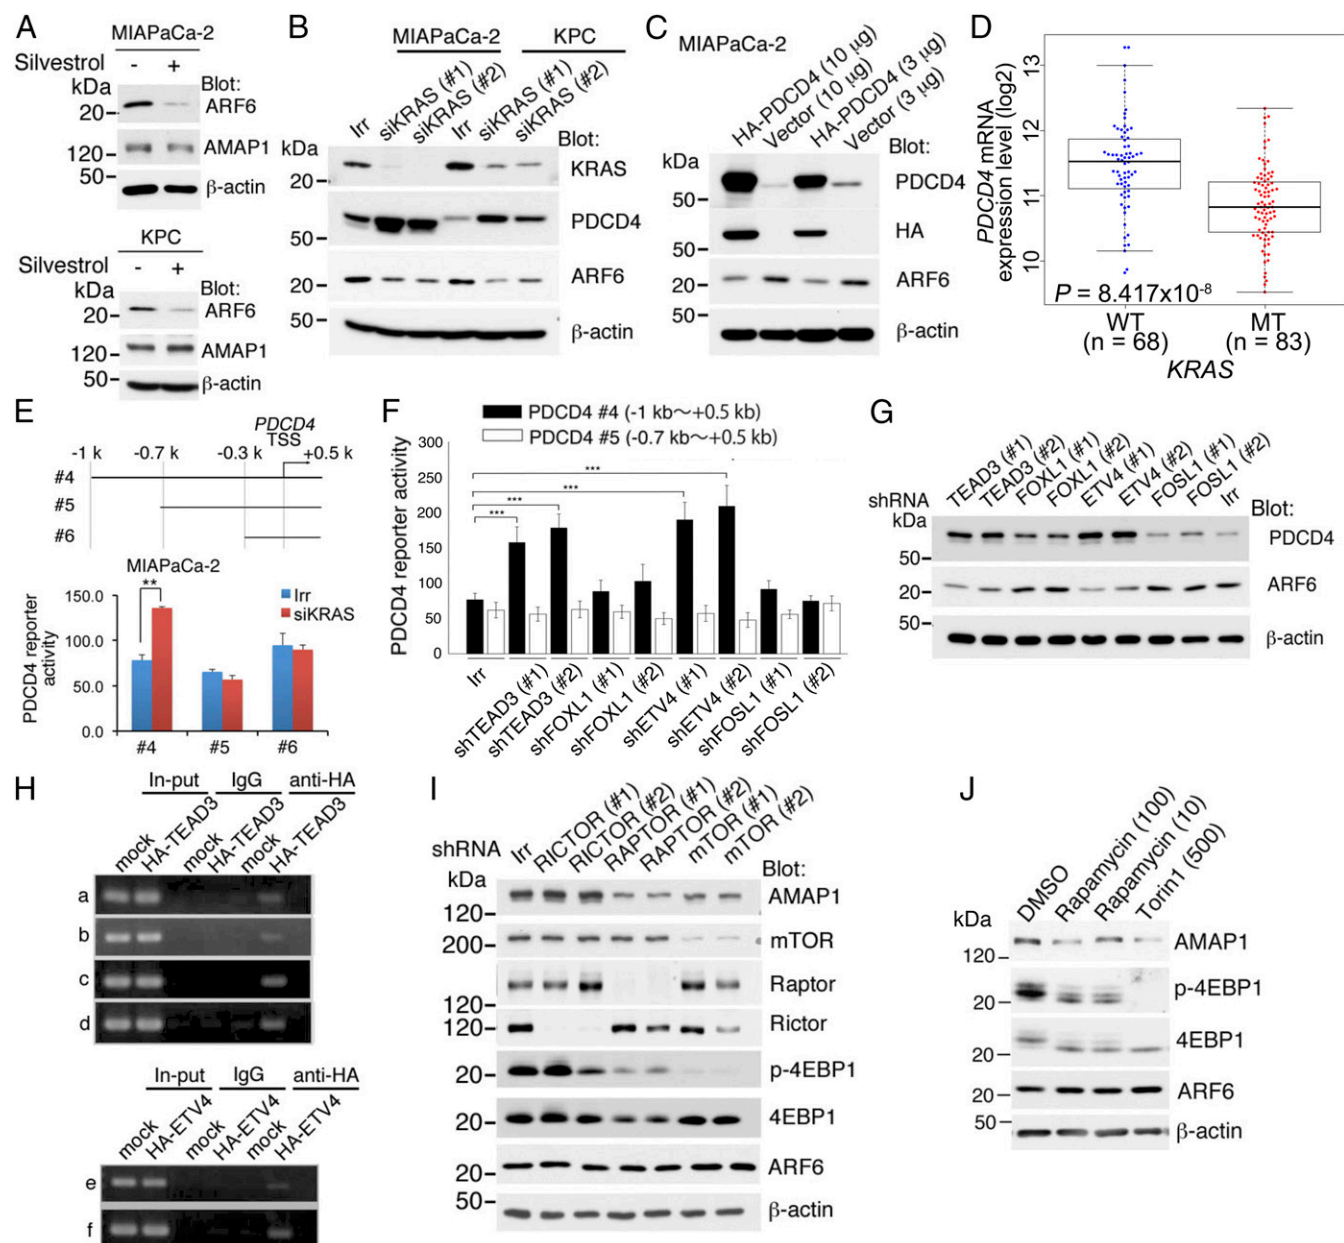 A
MIAPaCa-2
Silvestrol - +
kDa Blot:
20 ARF6
120 AMAP1
50 β-actin
KPC
Silvestrol - +
kDa Blot:
20 ARF6
120 AMAP1
50 β-actin
B
MIAPaCa-2 KPC
Irr siKRAS (#1) siKRAS (#2) Irr siKRAS (#1) siKRAS (#2)
kDa Blot:
20 KRAS
50 PDCD4
20 ARF6
50 β-actin
C
MIAPaCa-2
HA-PDCD4 (10 μg) Vector (10 μg) HA-PDCD4 (3 μg) Vector (3 μg)
kDa Blot:
50 PDCD4
50 HA
20 ARF6
50 β-actin
D
PDCD4 mRNA
expression level (log2)
13
12
11
10
P = 8.417x10-8
WT MT
(n = 68) (n = 83)
KRAS
E
PDCD4
TSS
-1 k -0.7 k -0.3 k +0.5 k
#4
#5
#6
MIAPaCa-2
**
Irr
siKRAS
PDCD4 reporter
activity
150.0
100.0
50.0
0.0
#4 #5 #6
F
PDCD4 #4 (-1 kb~+0.5 kb)
PDCD4 #5 (-0.7 kb~+0.5 kb)
PDCD4 reporter activity
300
250
200
150
100
50
0
***
***
***
***
Irr shTEAD3 (#1) shTEAD3 (#2) shFOXL1 (#1) shFOXL1 (#2) shETV4 (#1) shETV4 (#2) shFOSL1 (#1) shFOSL1 (#2)
G
shRNA TEAD3 (#1) TEAD3 (#2) FOXL1 (#1) FOXL1 (#2) ETV4 (#1) ETV4 (#2) FOSL1 (#1) FOSL1 (#2) Irr
kDa Blot:
50 PDCD4
20 ARF6
50 β-actin
H
In-put IgG anti-HA
mock HA-TEAD3 mock HA-TEAD3 mock HA-TEAD3
a
b
c
d
In-put IgG anti-HA
mock HA-ETV4 mock HA-ETV4 mock HA-ETV4
e
f
I
shRNA Irr RICTOR (#1) RICTOR (#2) RAPTOR (#1) RAPTOR (#2) mTOR (#1) mTOR (#2)
kDa Blot:
120 AMAP1
200 mTOR
120 Raptor
120 Rictor
20 p-4EBP1
20 4EBP1
20 ARF6
50 β-actin
J
DMSO Rapamycin (100) Rapamycin (10) Torin1 (500)
kDa
120 AMAP1
20 p-4EBP1
20 4EBP1
20 ARF6
50 β-actin